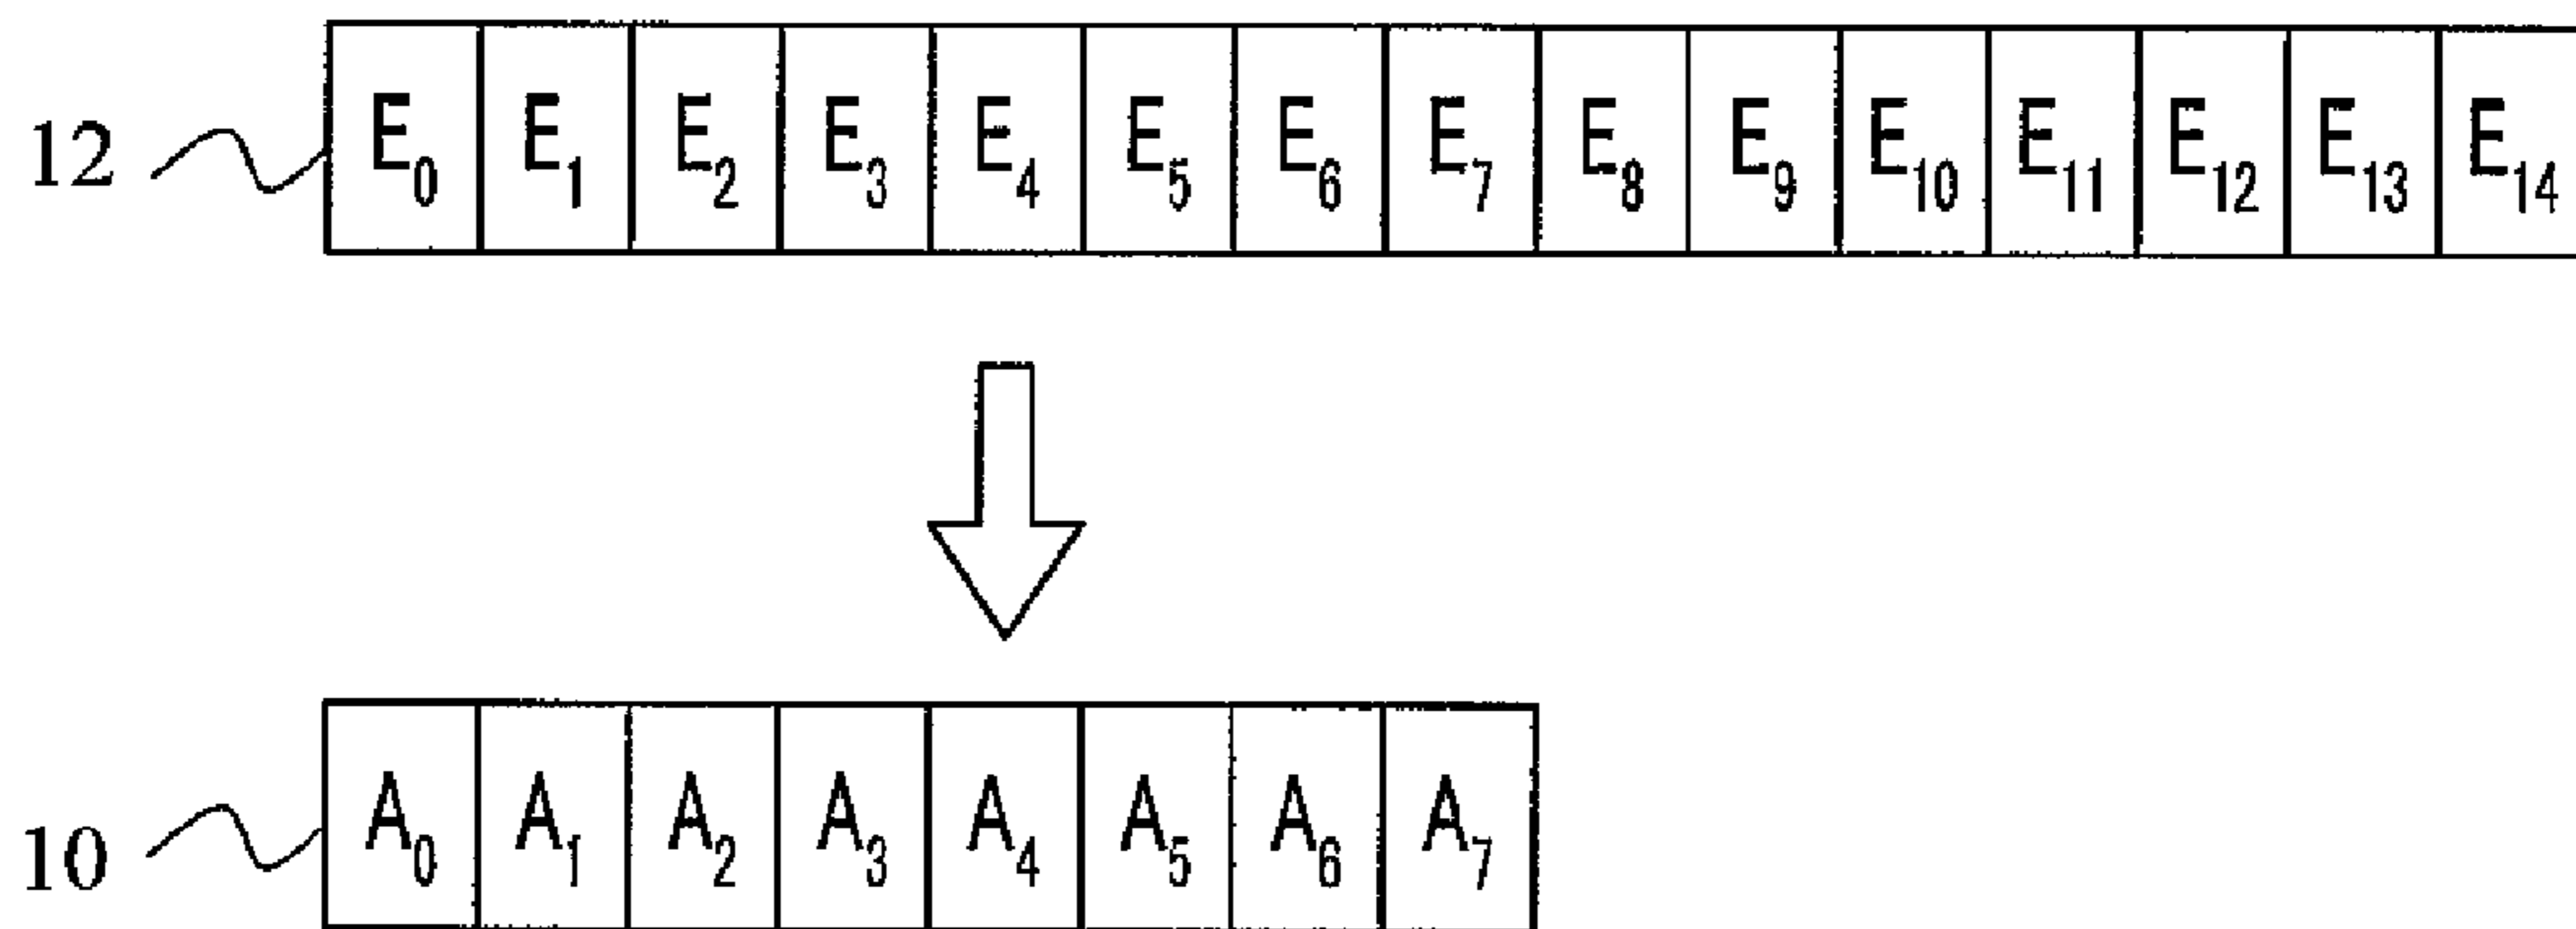 12 E₀ E₁ E₂ E₃ E₄ E₅ E₆ E₇ E₈ E₉ E₁₀ E₁₁ E₁₂ E₁₃ E₁₄
10 A₀ A₁ A₂ A₃ A₄ A₅ A₆ A₇